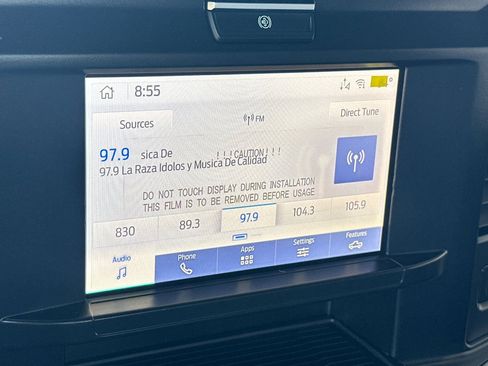 8:55
Sources
FM
Direct Tune
97.9 sica De
!!!CAUTION!!!
97.9 La Raza Idolos y Musica De Calidad
DO NOT TOUCH DISPLAY DURING INSTALLATION
THIS FILM IS TO BE REMOVED BEFORE USAGE
830 89.3 97.9 104.3 105.9
Audio Phone Apps Settings Features